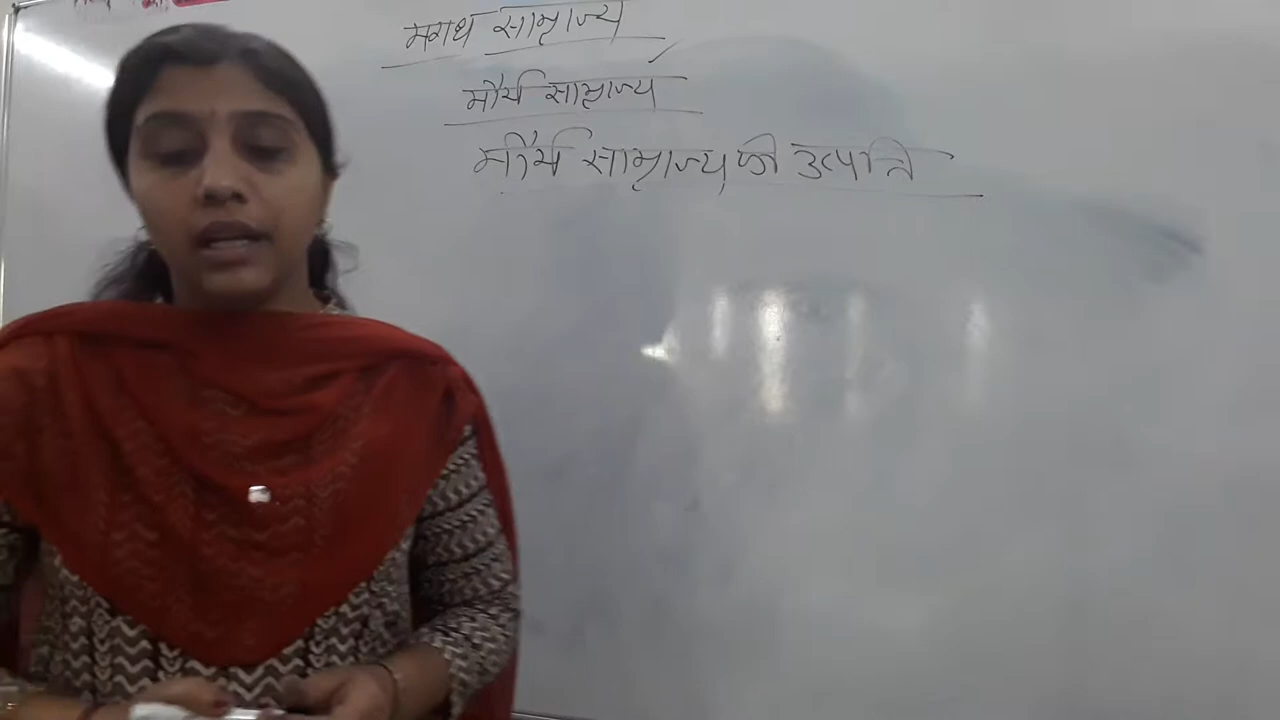 मगध साम्राज्य
मौर्य साम्राज्य
मौर्य साम्राज्य की उत्पत्ति